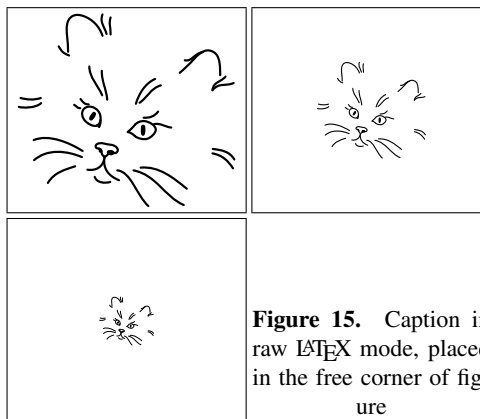 Figure 15. Caption in
raw LATEX mode, placed
in the free corner of fig-
ure